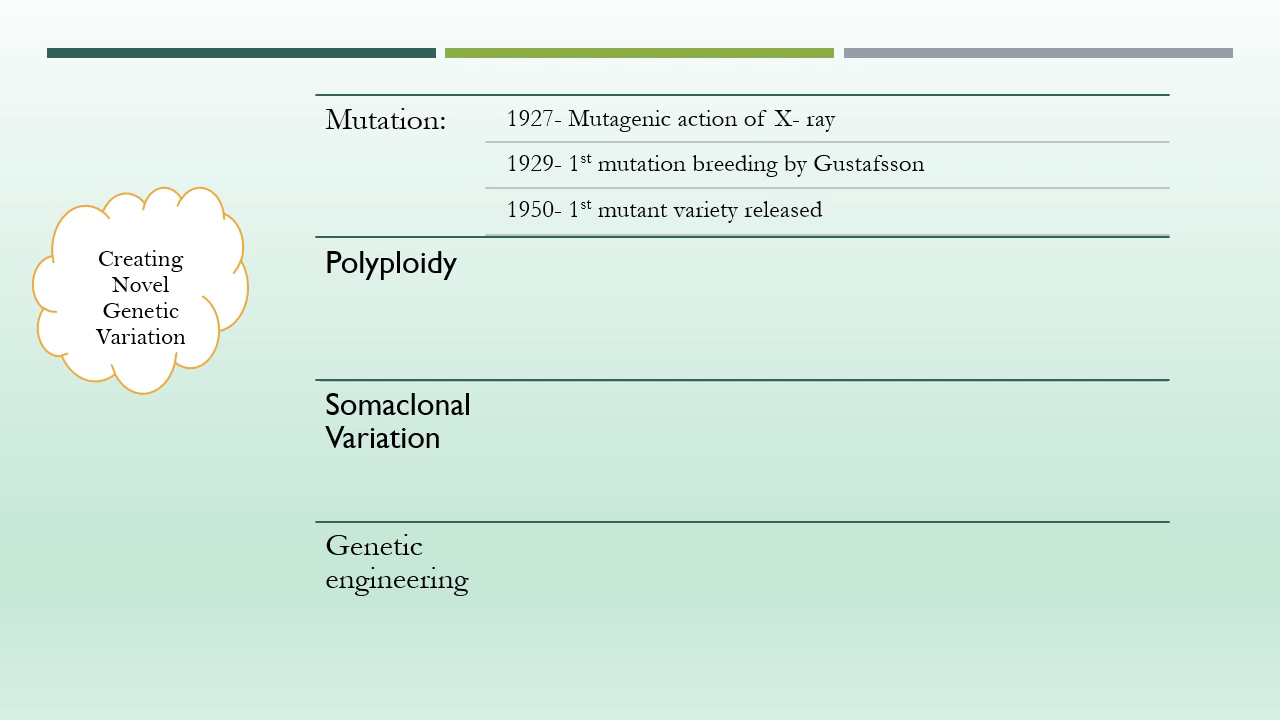 Creating
Novel
Genetic
Variation
Mutation:
1927- Mutagenic action of X- ray
1929- 1st mutation breeding by Gustafsson
1950- 1st mutant variety released
Polyploidy
Somaclonal
Variation
Genetic
engineering